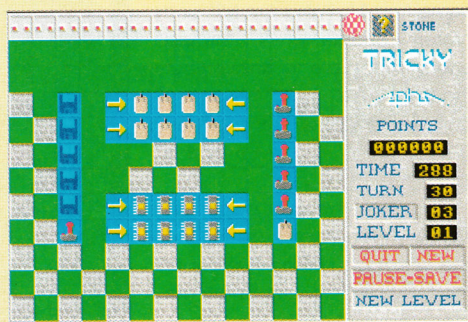 STONE
TRICKY
POINTS
000000
TIME 288
TURN 30
JOKER 03
LEVEL 01
QUIT NEW
PAUSE-SAVE
NEW LEVEL